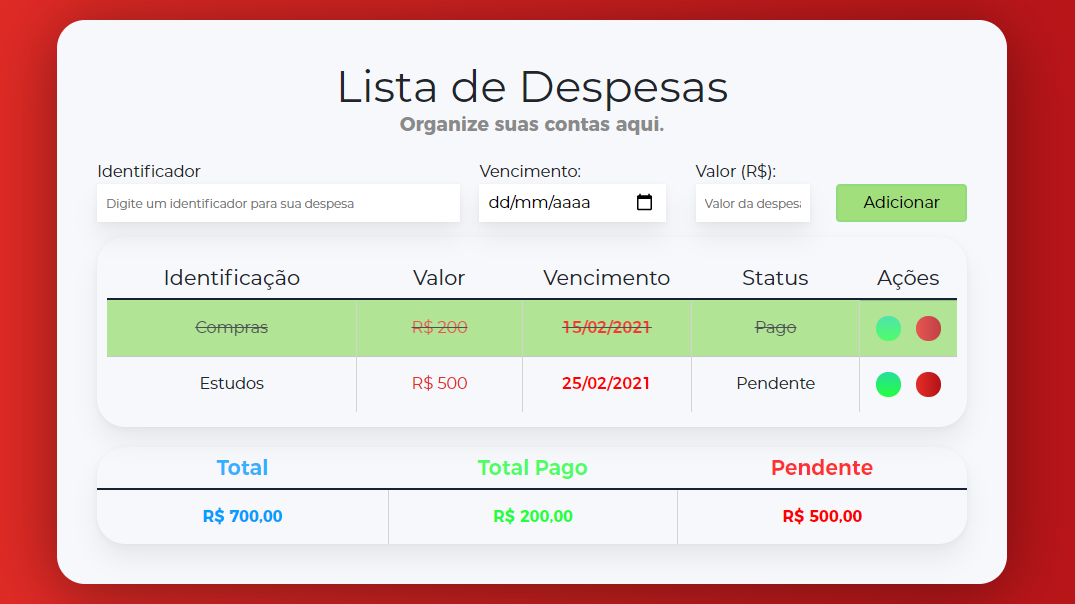 Lista de Despesas
Organize suas contas aqui.
Identificador Vencimento: Valor (R$):
Digite um identificador para sua despesa dd/mm/aaaa Valor da despesa Adicionar
Identificação Valor Vencimento Status Ações
Compras R$ 200 15/02/2021 Pago
Estudos R$ 500 25/02/2021 Pendente
Total Total Pago Pendente
R$ 700,00 R$ 200,00 R$ 500,00